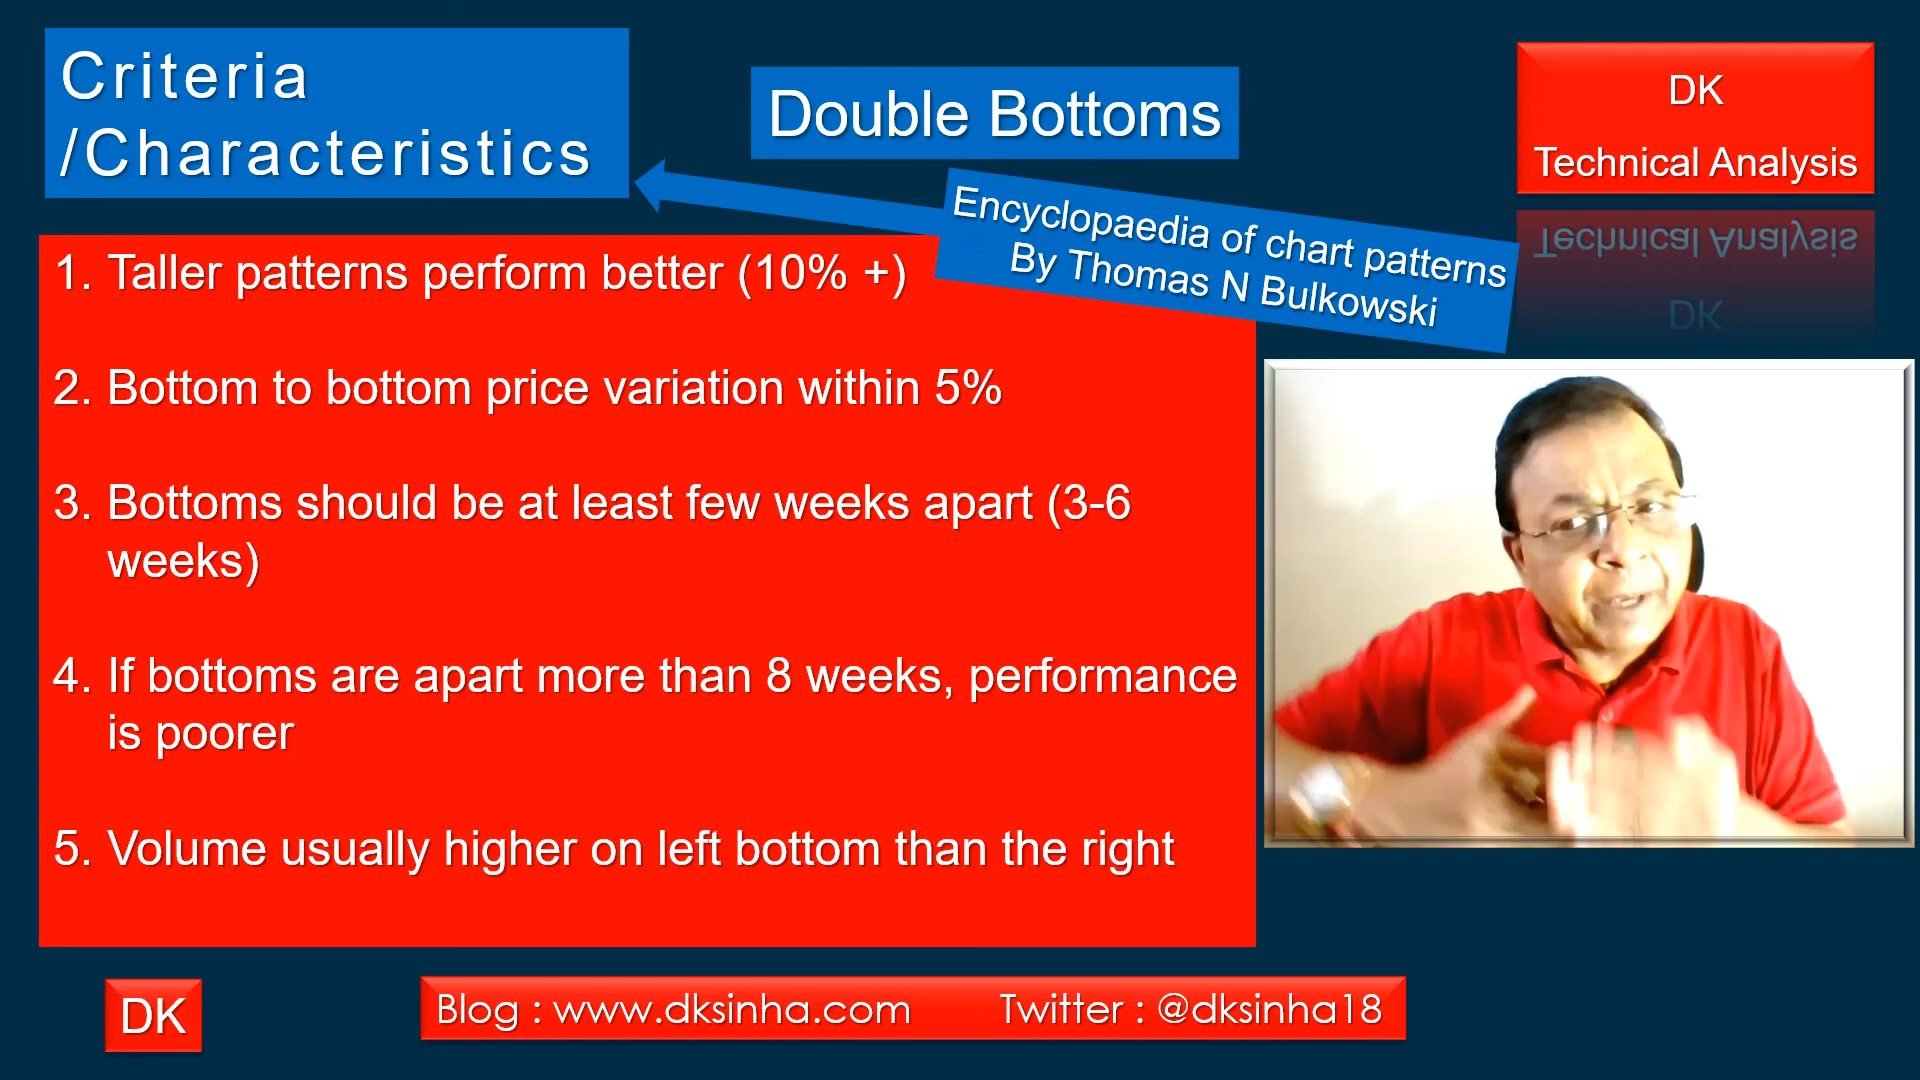 Criteria
/Characteristics
Double Bottoms
DK
Technical Analysis
Encyclopaedia of chart patterns
By Thomas N Bulkowski
1. Taller patterns perform better (10% +)
2. Bottom to bottom price variation within 5%
3. Bottoms should be at least few weeks apart (3-6
weeks)
4. If bottoms are apart more than 8 weeks, performance
is poorer
5. Volume usually higher on left bottom than the right
DK
Blog : www.dksinha.com Twitter : @dksinha18